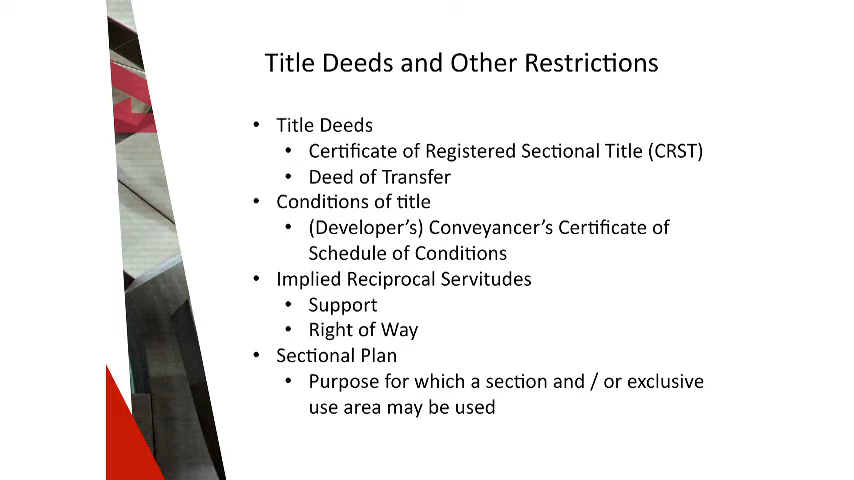 Title Deeds and Other Restrictions
• Title Deeds
• Certificate of Registered Sectional Title (CRST)
• Deed of Transfer
• Conditions of title
• (Developer's) Conveyancer's Certificate of
Schedule of Conditions
• Implied Reciprocal Servitudes
• Support
• Right of Way
• Sectional Plan
• Purpose for which a section and / or exclusive
use area may be used